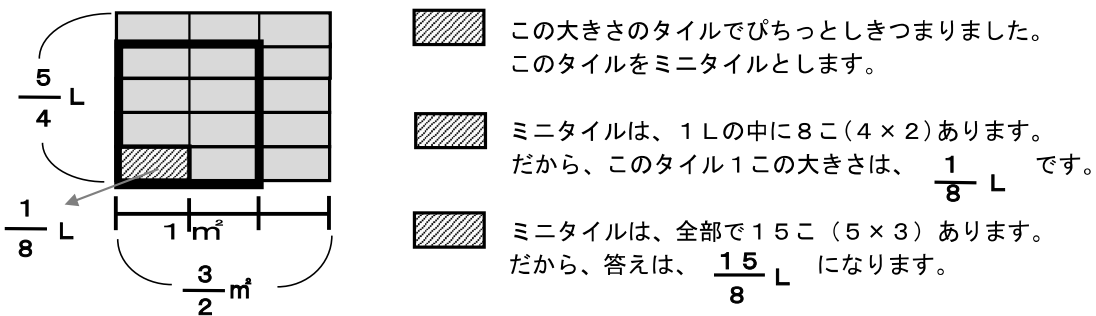 5/4 L
1/8 L
1㎡
3/2 ㎡
この大きさのタイルでぴちっとしきつまりました。
このタイルをミニタイルとします。
ミニタイルは、１Ｌの中に８こ(４×２)あります。
だから、このタイル１この大きさは、 1/8 L です。
ミニタイルは、全部で１５こ（５×３）あります。
だから、答えは、 15/8 L になります。